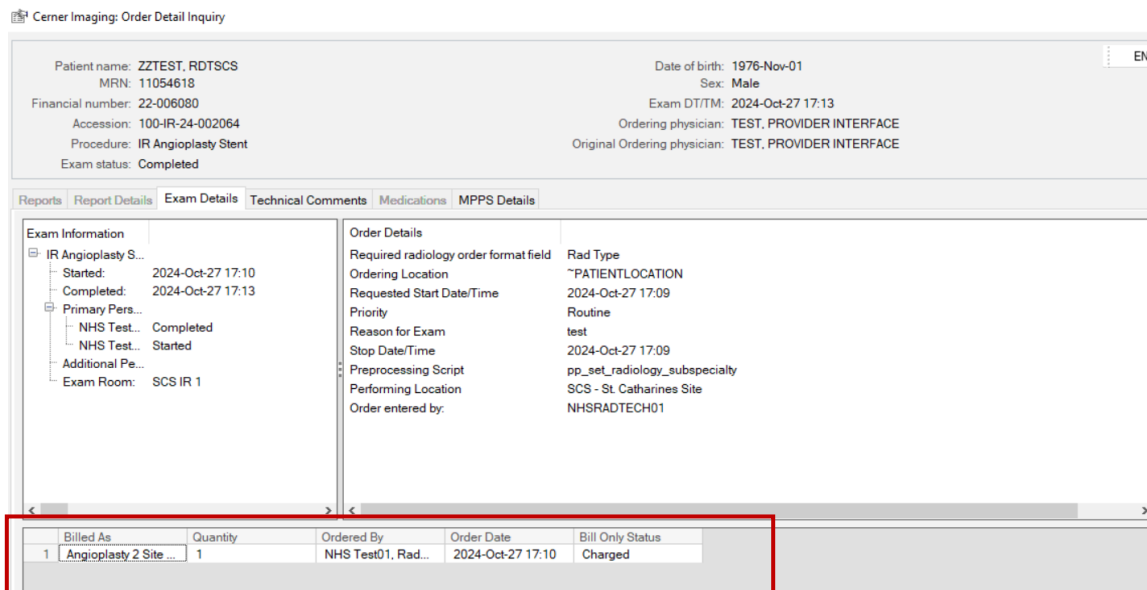 Cerner Imaging: Order Detail Inquiry
EN
Patient name: ZZTEST, RDTSCS
MRN: 11054618
Financial number: 22-006080
Accession: 100-IR-24-002064
Procedure: IR Angioplasty Stent
Exam status: Completed
Date of birth: 1976-Nov-01
Sex: Male
Exam DT/TM: 2024-Oct-27 17:13
Ordering physician: TEST, PROVIDER INTERFACE
Original Ordering physician: TEST, PROVIDER INTERFACE
Reports Report Details Exam Details Technical Comments Medications MPPS Details
Exam Information
IR Angioplasty S...
Started: 2024-Oct-27 17:10
Completed: 2024-Oct-27 17:13
Primary Pers...
NHS Test... Completed
NHS Test... Started
Additional Pe...
Exam Room: SCS IR 1
Order Details
Required radiology order format field Rad Type
Ordering Location ~PATIENTLOCATION
Requested Start Date/Time 2024-Oct-27 17:09
Priority Routine
Reason for Exam test
Stop Date/Time 2024-Oct-27 17:09
Preprocessing Script pp_set_radiology_subspecialty
Performing Location SCS - St. Catharines Site
Order entered by: NHSRADTECH01
Billed As Quantity Ordered By Order Date Bill Only Status
1 Angioplasty 2 Site ... 1 NHS Test01, Rad... 2024-Oct-27 17:10 Charged